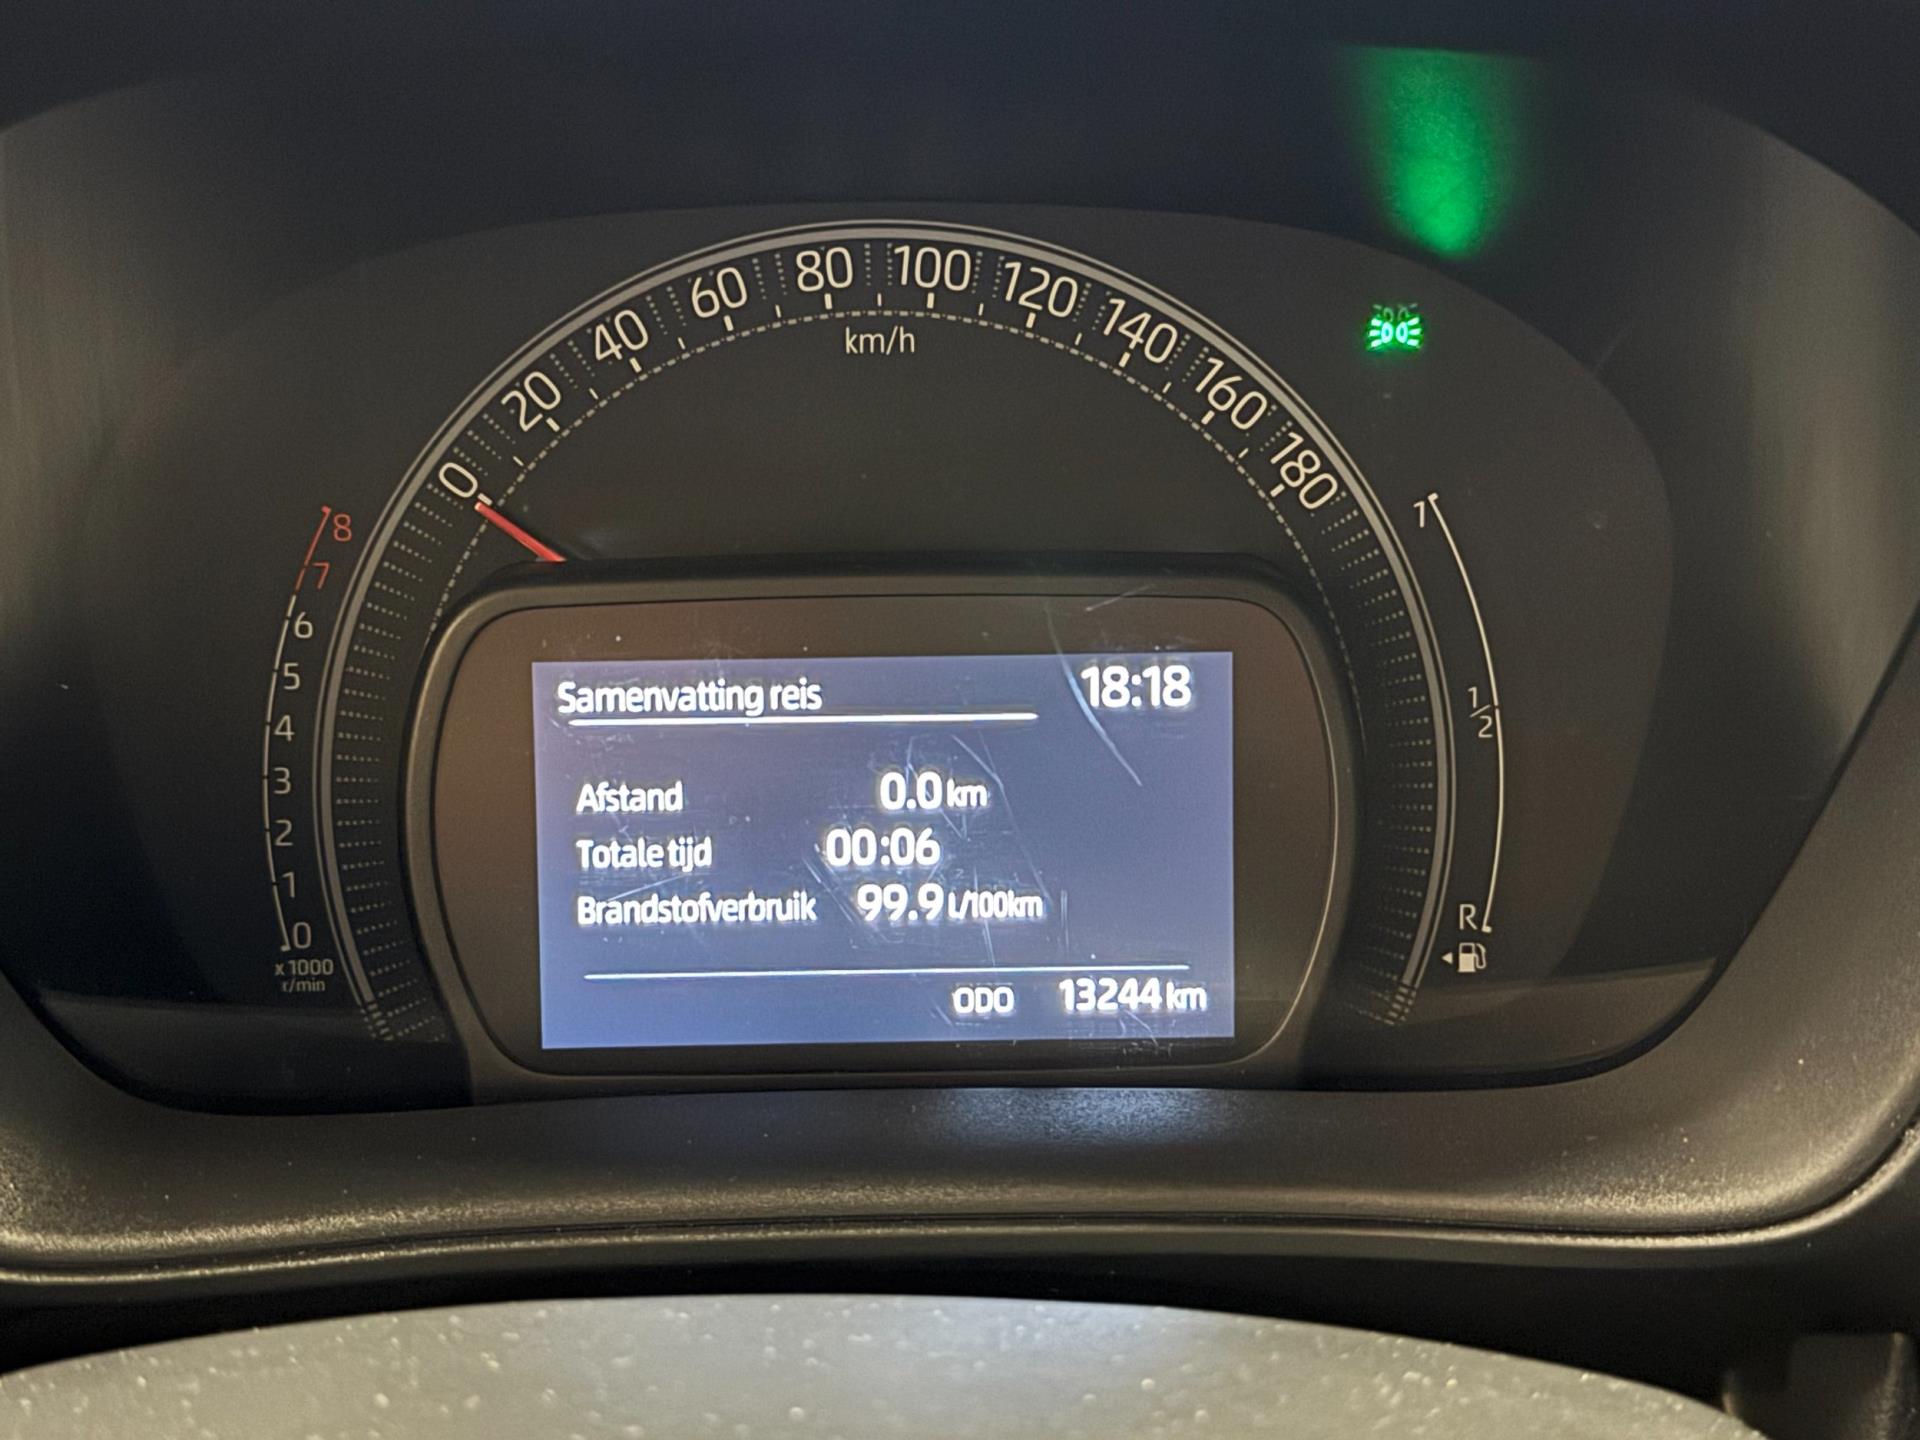 0 20 40 60 80 100 120 140 160 180
km/h
8
7
6
5
4
3
2
1
0
x1000
r/min
Samenvatting reis 18:18
Afstand 0.0 km
Totale tijd 00:06
Brandstofverbruik 99.9 L/100km
ODO 13244 km
1
1/2
R